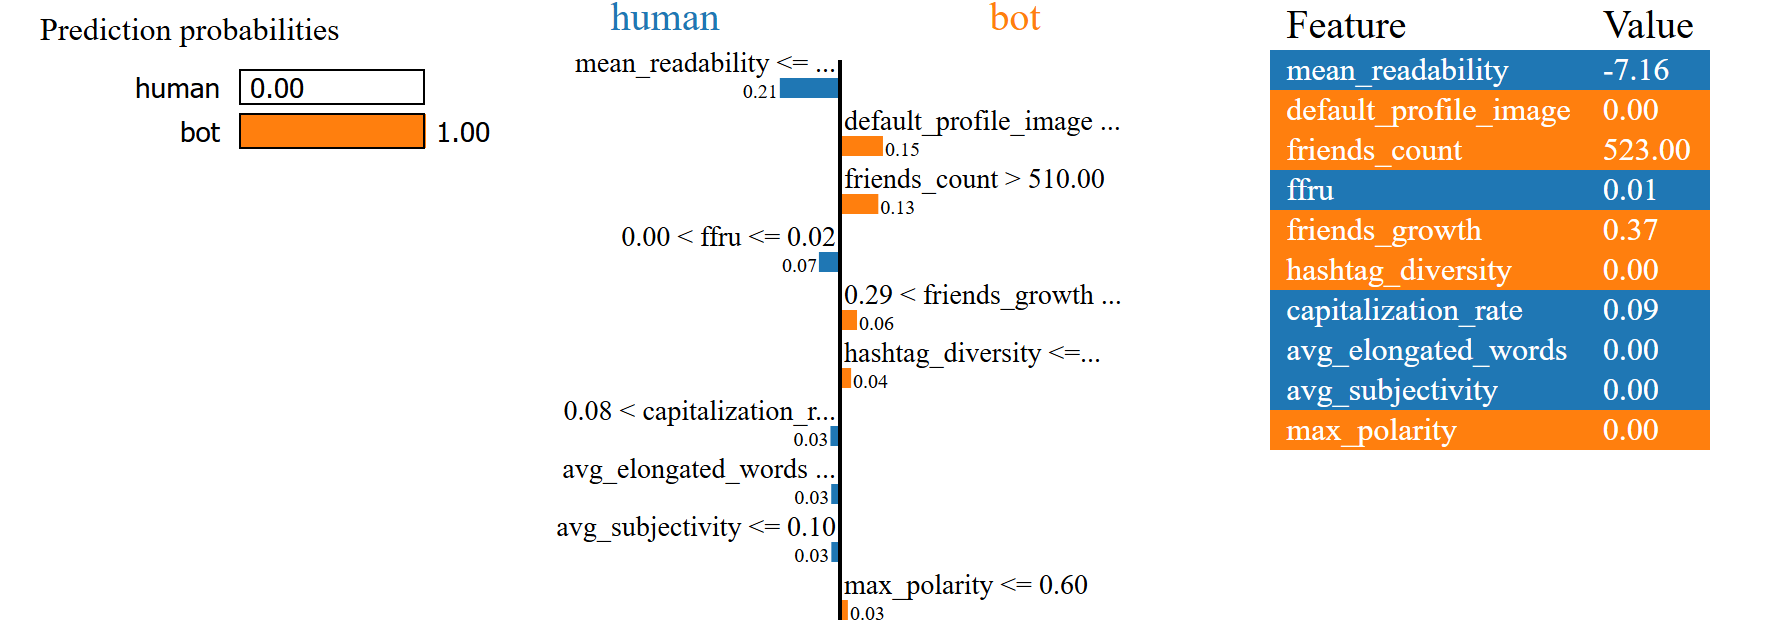 Prediction probabilities
human 0.00
bot 1.00
human bot
mean_readability <= ...
0.21
default_profile_image ...
0.15
friends_count > 510.00
0.13
0.00 < ffru <= 0.02
0.07
0.29 < friends_growth ...
0.06
hashtag_diversity <=...
0.04
0.08 < capitalization_r...
0.03
avg_elongated_words ...
0.03
avg_subjectivity <= 0.10
0.03
max_polarity <= 0.60
0.03
Feature Value
mean_readability -7.16
default_profile_image 0.00
friends_count 523.00
ffru 0.01
friends_growth 0.37
hashtag_diversity 0.00
capitalization_rate 0.09
avg_elongated_words 0.00
avg_subjectivity 0.00
max_polarity 0.00